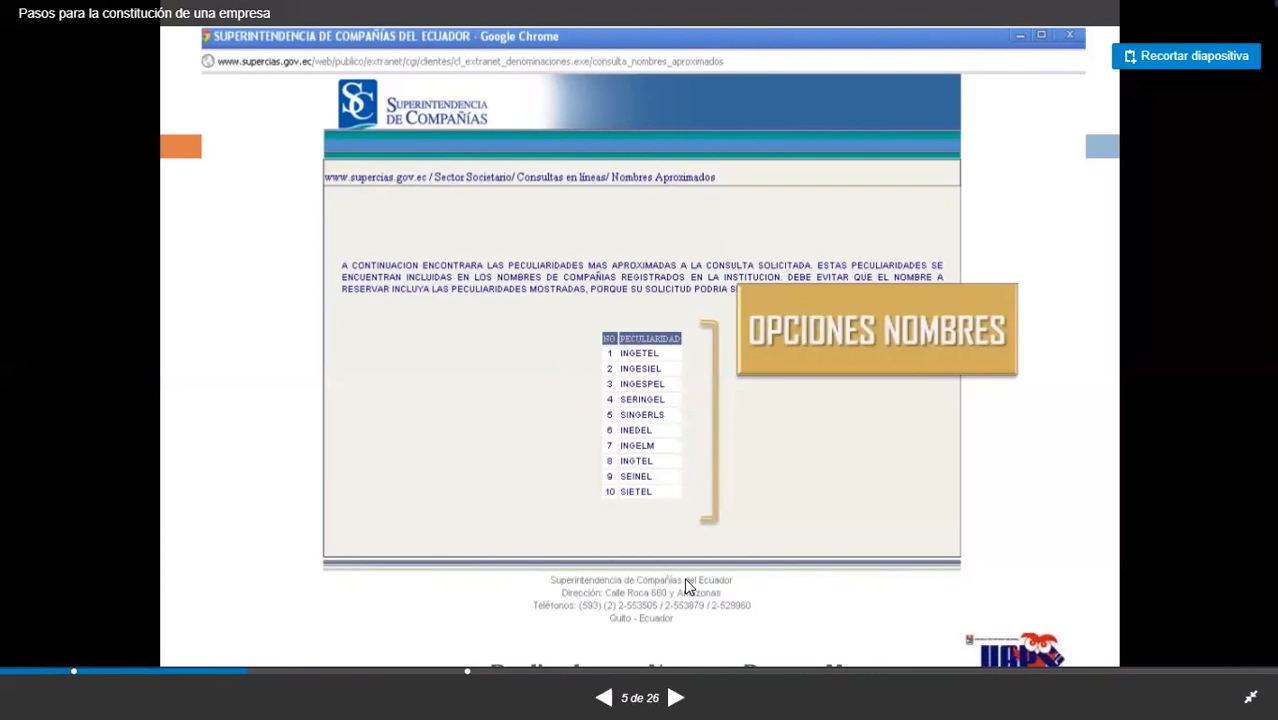 Pasos para la constitución de una empresa
SUPERINTENDENCIA DE COMPAÑÍAS DEL ECUADOR - Google Chrome
www.supercias.gov.ec/web/publico/extranet/cgi/clientes/cl_extranet_denominaciones.exe/consulta_nombres_aproximados
Recortar diapositiva
SC SUPERINTENDENCIA
DE COMPAÑÍAS
www.supercias.gov.ec / Sector Societario/ Consultas en líneas/ Nombres Aproximados
A CONTINUACION ENCONTRARA LAS PECULIARIDADES MAS APROXIMADAS A LA CONSULTA SOLICITADA. ESTAS PECULIARIDADES SE
ENCUENTRAN INCLUIDAS EN LOS NOMBRES DE COMPAÑIAS REGISTRADOS EN LA INSTITUCION. DEBE EVITAR QUE EL NOMBRE A
RESERVAR INCLUYA LAS PECULIARIDADES MOSTRADAS, PORQUE SU SOLICITUD PODRIA
OPCIONES NOMBRES
NO PECULIARIDAD
1 INGETEL
2 INGESIEL
3 INGESPEL
4 SERINGEL
5 SINGERLS
6 INEDEL
7 INGELM
8 INGTEL
9 SEINEL
10 SIETEL
Superintendencia de Compañías del Ecuador
Dirección: Calle Roca 660 y Amazonas
Teléfonos: (593) (2) 2-553505 / 2-553879 / 2-529960
Quito - Ecuador
5 de 26